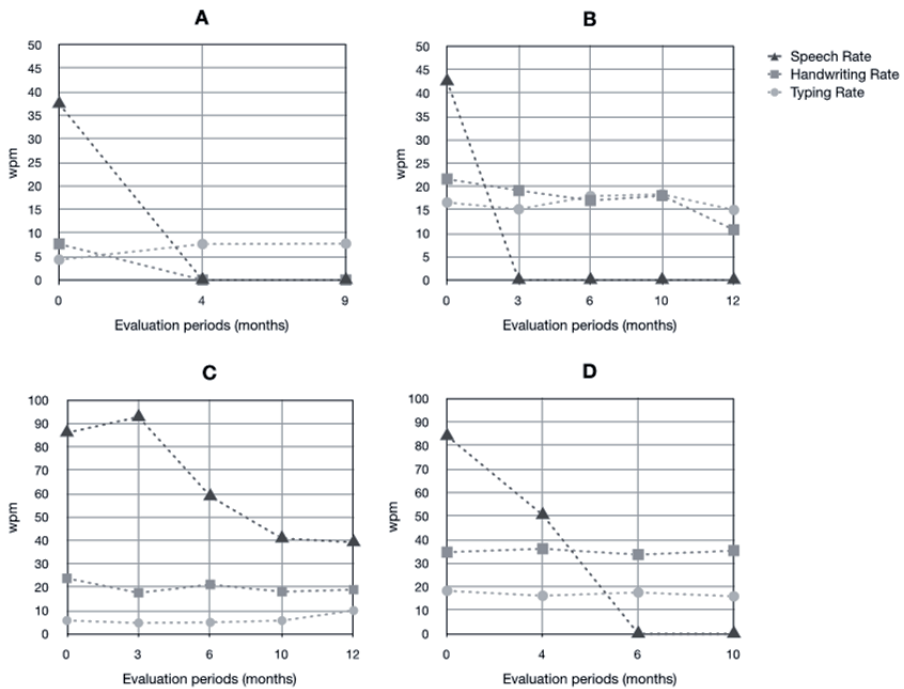 A
50
45
40
35
30
25
20
15
10
5
0
wpm
0 4 9
Evaluation periods (months)
B
50
45
40
35
30
25
20
15
10
5
0
wpm
0 3 6 10 12
Evaluation periods (months)
Speech Rate
Handwriting Rate
Typing Rate
C
100
90
80
70
60
50
40
30
20
10
0
wpm
0 3 6 10 12
Evaluation periods (months)
D
100
90
80
70
60
50
40
30
20
10
0
wpm
0 4 6 10
Evaluation periods (months)